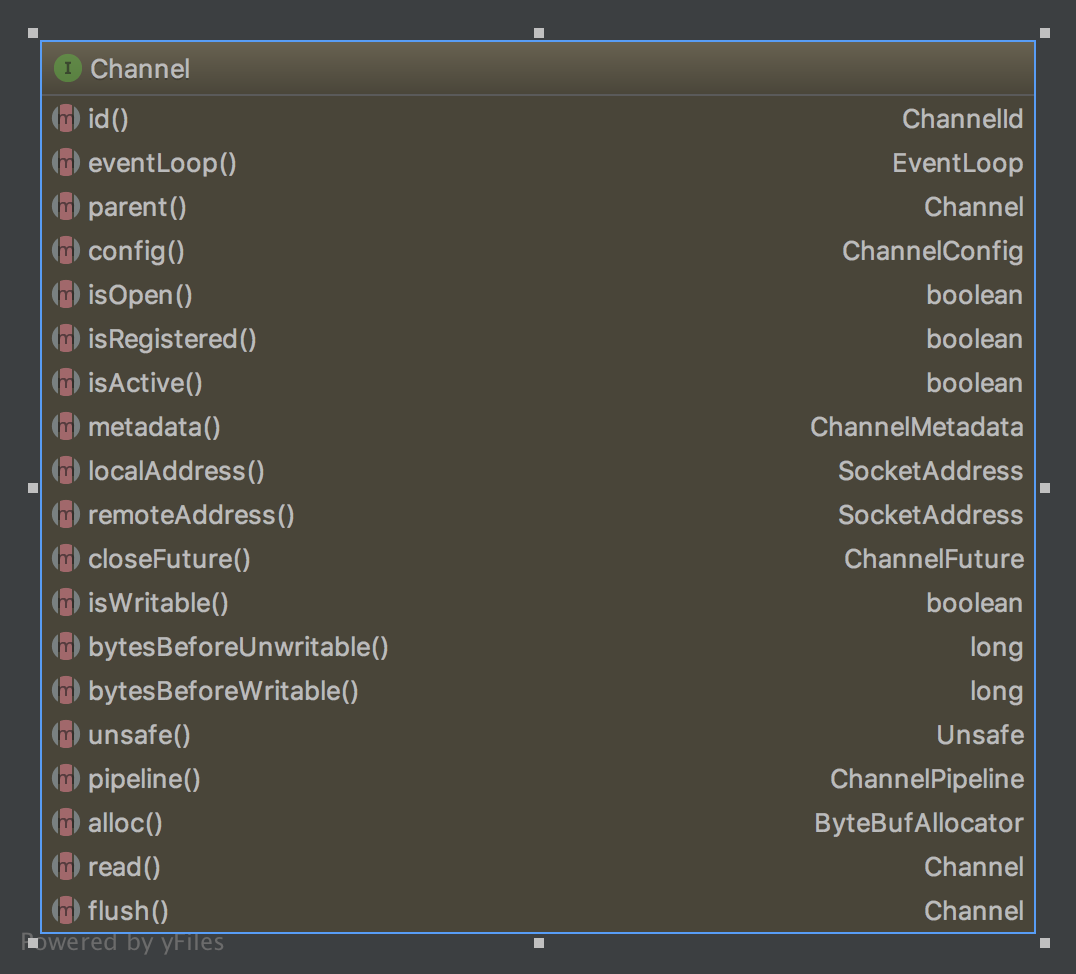 I Channel
m id() ChannelId
m eventLoop() EventLoop
m parent() Channel
m config() ChannelConfig
m isOpen() boolean
m isRegistered() boolean
m isActive() boolean
m metadata() ChannelMetadata
m localAddress() SocketAddress
m remoteAddress() SocketAddress
m closeFuture() ChannelFuture
m isWritable() boolean
m bytesBeforeUnwritable() long
m bytesBeforeWritable() long
m unsafe() Unsafe
m pipeline() ChannelPipeline
m alloc() ByteBufAllocator
m read() Channel
m flush() Channel
Powered by yFiles